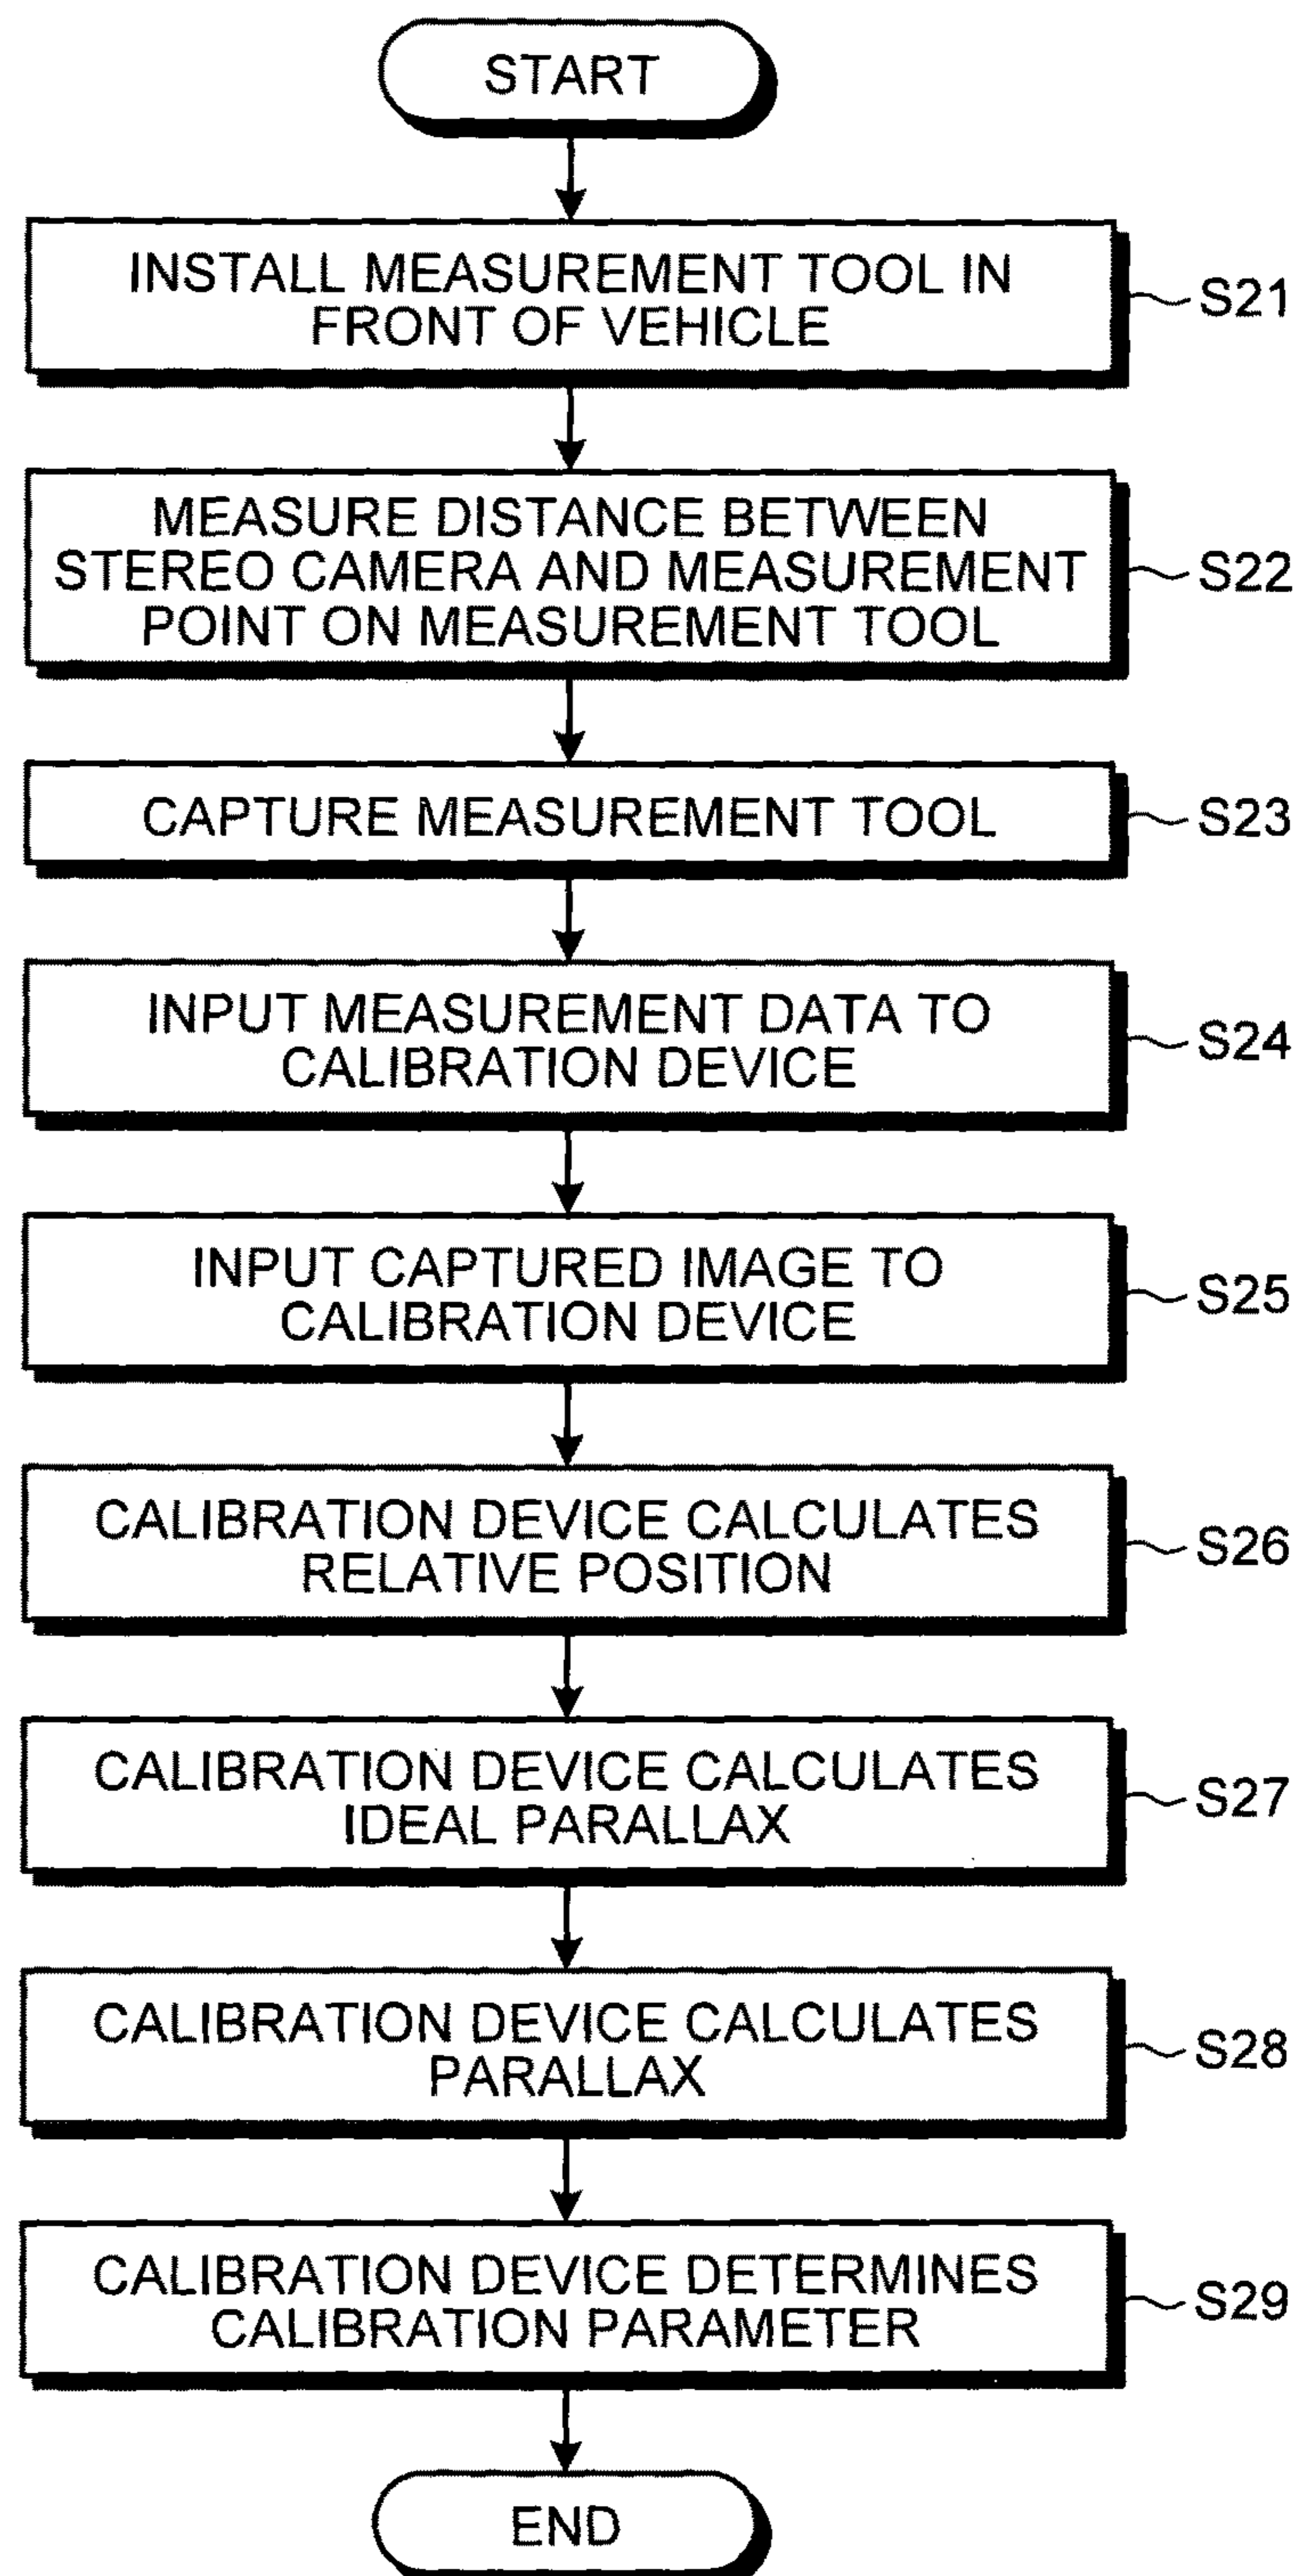 START
INSTALL MEASUREMENT TOOL IN
FRONT OF VEHICLE
S21
MEASURE DISTANCE BETWEEN
STEREO CAMERA AND MEASUREMENT
POINT ON MEASUREMENT TOOL
S22
CAPTURE MEASUREMENT TOOL
S23
INPUT MEASUREMENT DATA TO
CALIBRATION DEVICE
S24
INPUT CAPTURED IMAGE TO
CALIBRATION DEVICE
S25
CALIBRATION DEVICE CALCULATES
RELATIVE POSITION
S26
CALIBRATION DEVICE CALCULATES
IDEAL PARALLAX
S27
CALIBRATION DEVICE CALCULATES
PARALLAX
S28
CALIBRATION DEVICE DETERMINES
CALIBRATION PARAMETER
S29
END